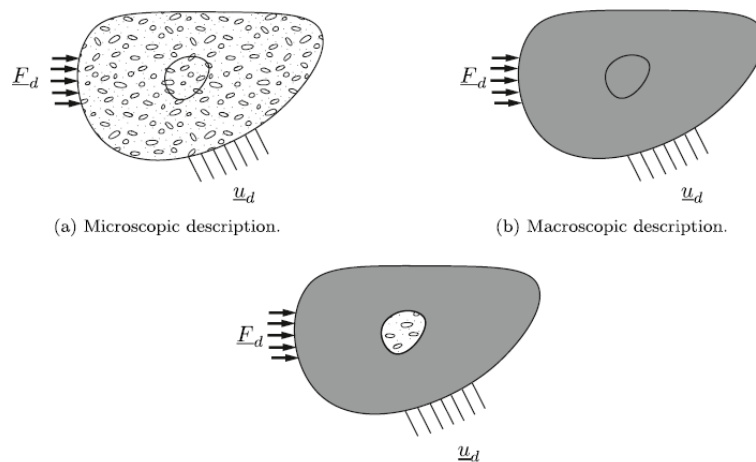 F_d
F_d
u_d
u_d
(a) Microscopic description.
(b) Macroscopic description.
F_d
u_d